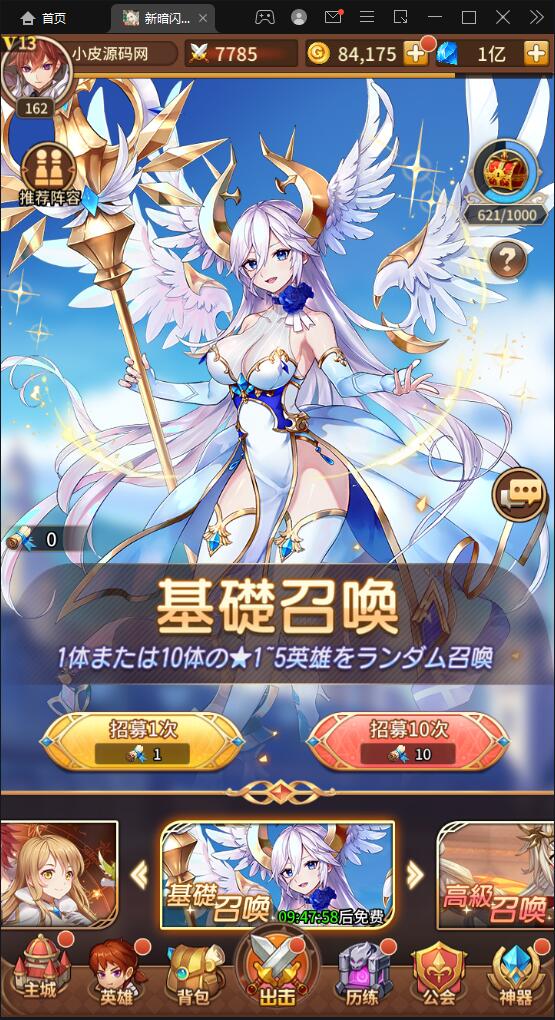 首页
新暗闪...
V13
小皮源码网
7785
84,175
1亿
162
推荐阵容
621/1000
?
0
基礎召喚
1体または10体の★1~5英雄をランダム召喚
招募1次
招募10次
1
10
基礎召喚
09:47:58后免费
高級召喚
主城
英雄
背包
出击
历练
公会
神器